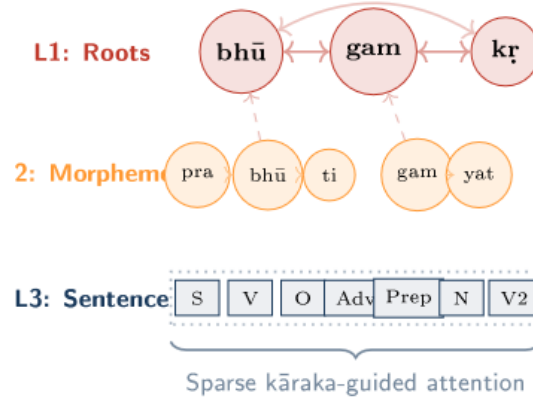 L1: Roots bhū gam kṛ
2: Morpheme pra bhū ti gam yat
L3: Sentence S V O Adv Prep N V2
Sparse kāraka-guided attention